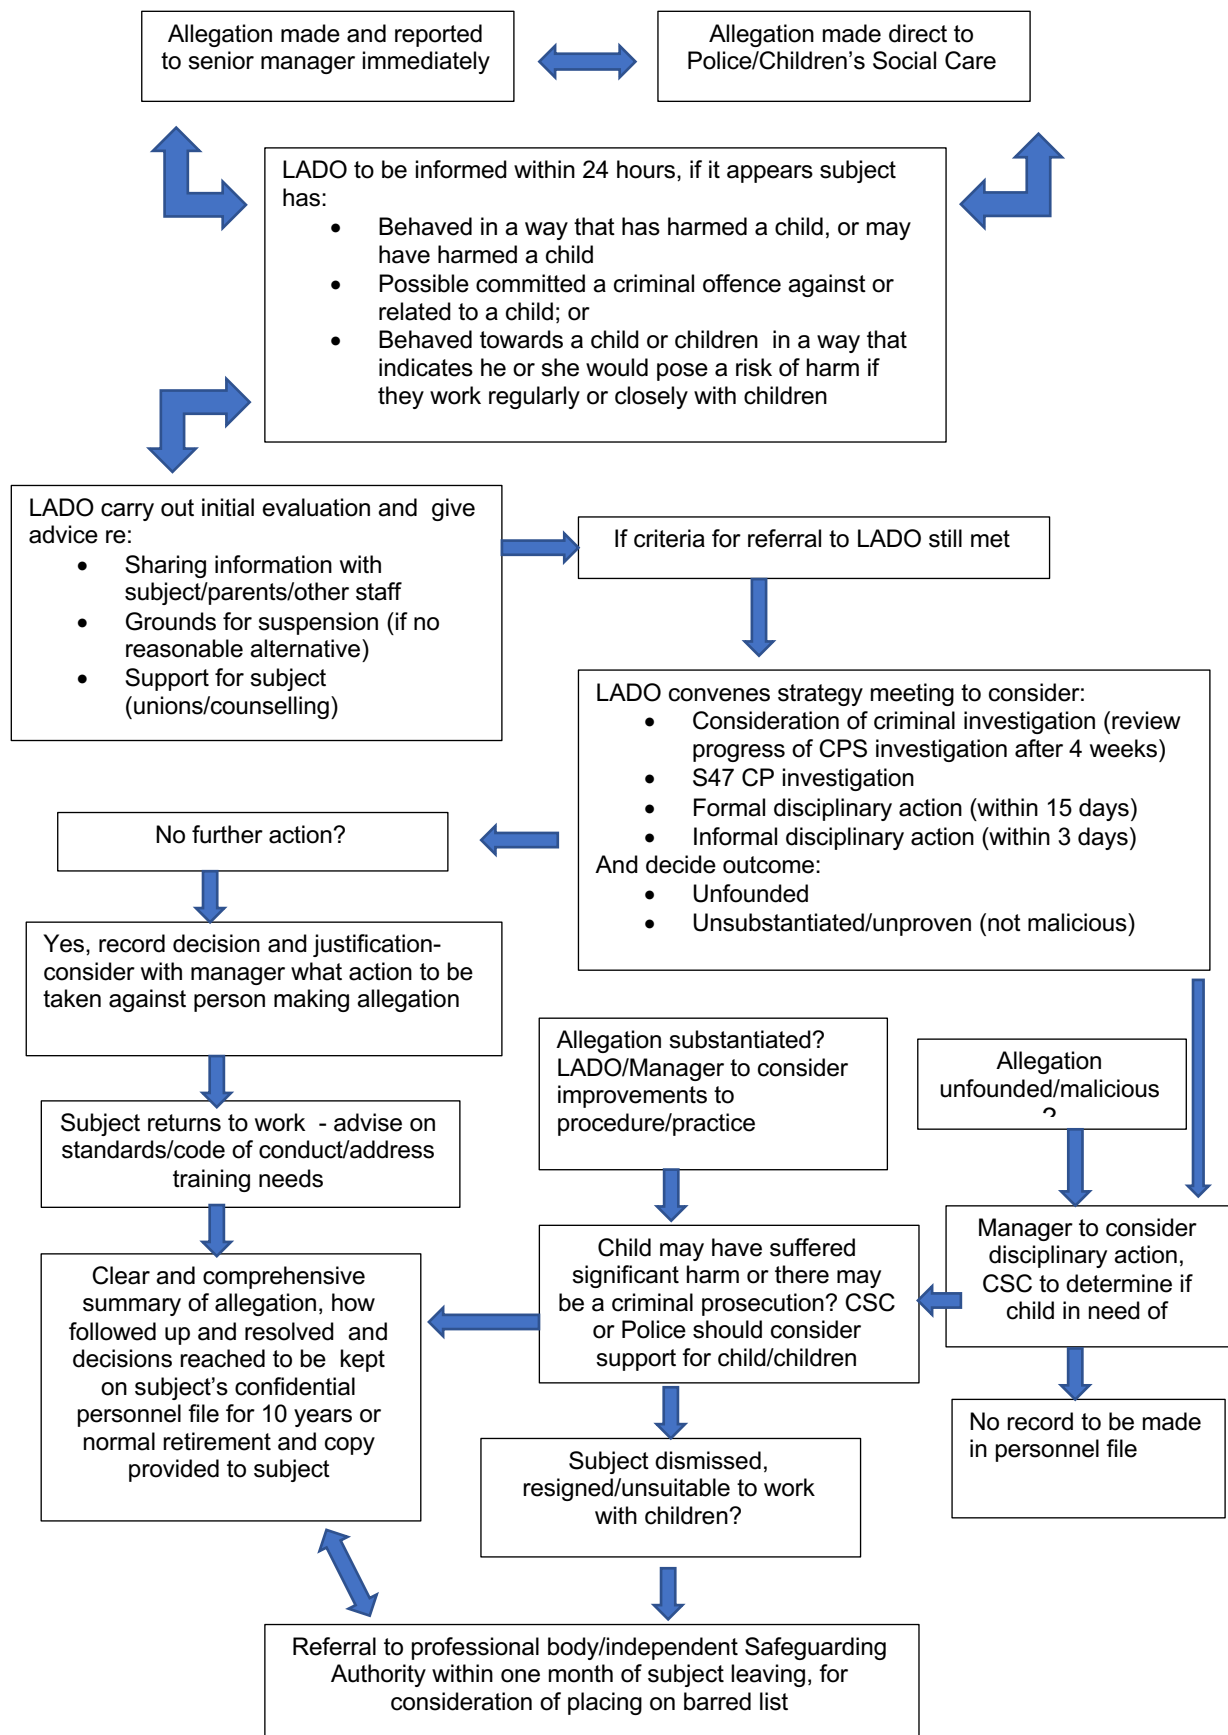 Allegation made and reported
to senior manager immediately
Allegation made direct to
Police/Children's Social Care
LADO to be informed within 24 hours, if it appears subject
has:
• Behaved in a way that has harmed a child, or may
have harmed a child
• Possible committed a criminal offence against or
related to a child; or
• Behaved towards a child or children in a way that
indicates he or she would pose a risk of harm if
they work regularly or closely with children
LADO carry out initial evaluation and give
advice re:
• Sharing information with
subject/parents/other staff
• Grounds for suspension (if no
reasonable alternative)
• Support for subject
(unions/counselling)
If criteria for referral to LADO still met
LADO convenes strategy meeting to consider:
• Consideration of criminal investigation (review
progress of CPS investigation after 4 weeks)
• S47 CP investigation
• Formal disciplinary action (within 15 days)
• Informal disciplinary action (within 3 days)
And decide outcome:
• Unfounded
• Unsubstantiated/unproven (not malicious)
No further action?
Yes, record decision and justification-
consider with manager what action to be
taken against person making allegation
Subject returns to work - advise on
standards/code of conduct/address
training needs
Clear and comprehensive
summary of allegation, how
followed up and resolved and
decisions reached to be kept
on subject's confidential
personnel file for 10 years or
normal retirement and copy
provided to subject
Allegation substantiated?
LADO/Manager to consider
improvements to
procedure/practice
Allegation
unfounded/malicious
?
Child may have suffered
significant harm or there may
be a criminal prosecution? CSC
or Police should consider
support for child/children
Manager to consider
disciplinary action,
CSC to determine if
child in need of
No record to be made
in personnel file
Subject dismissed,
resigned/unsuitable to work
with children?
Referral to professional body/independent Safeguarding
Authority within one month of subject leaving, for
consideration of placing on barred list